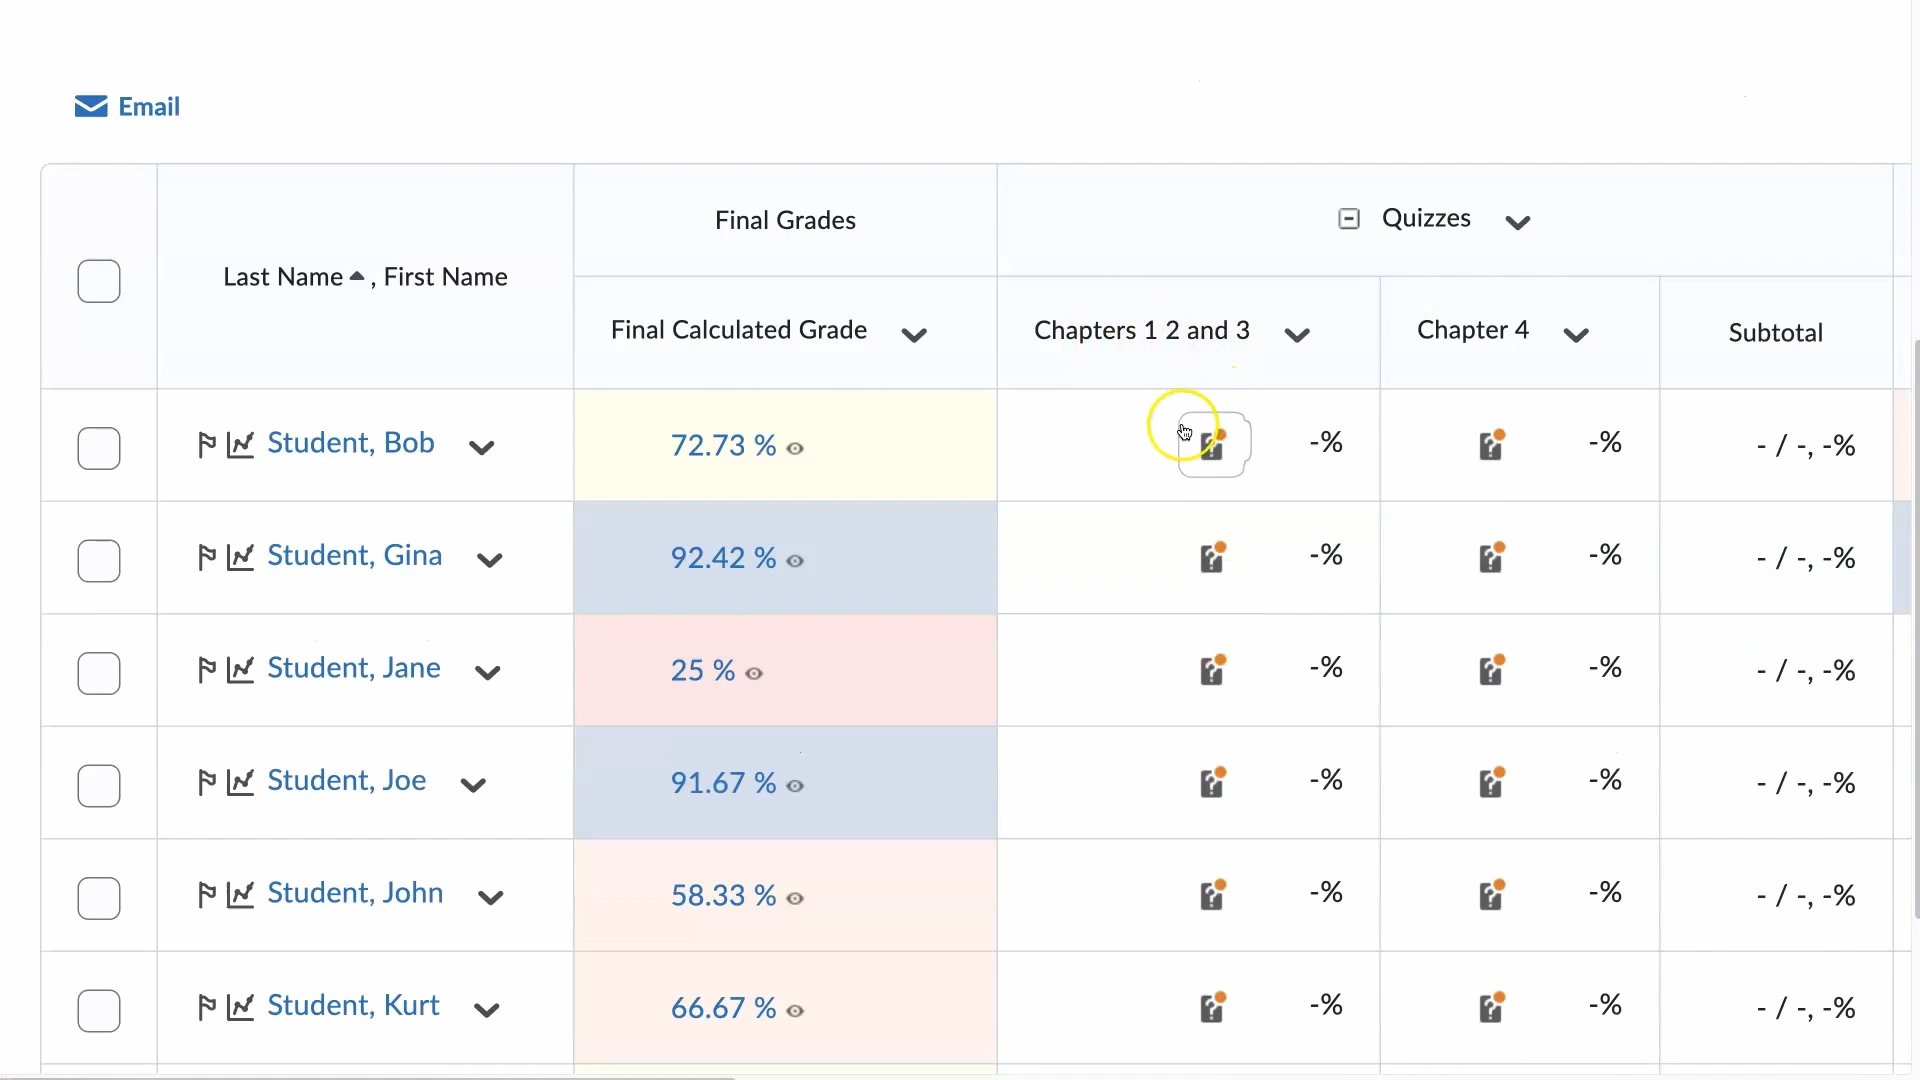 Email
Final Grades
Quizzes
Last Name , First Name
Final Calculated Grade
Chapters 1 2 and 3
Chapter 4
Subtotal
Student, Bob 72.73 % -% -% - / -, -%
Student, Gina 92.42 % -% -% - / -, -%
Student, Jane 25 % -% -% - / -, -%
Student, Joe 91.67 % -% -% - / -, -%
Student, John 58.33 % -% -% - / -, -%
Student, Kurt 66.67 % -% -% - / -, -%